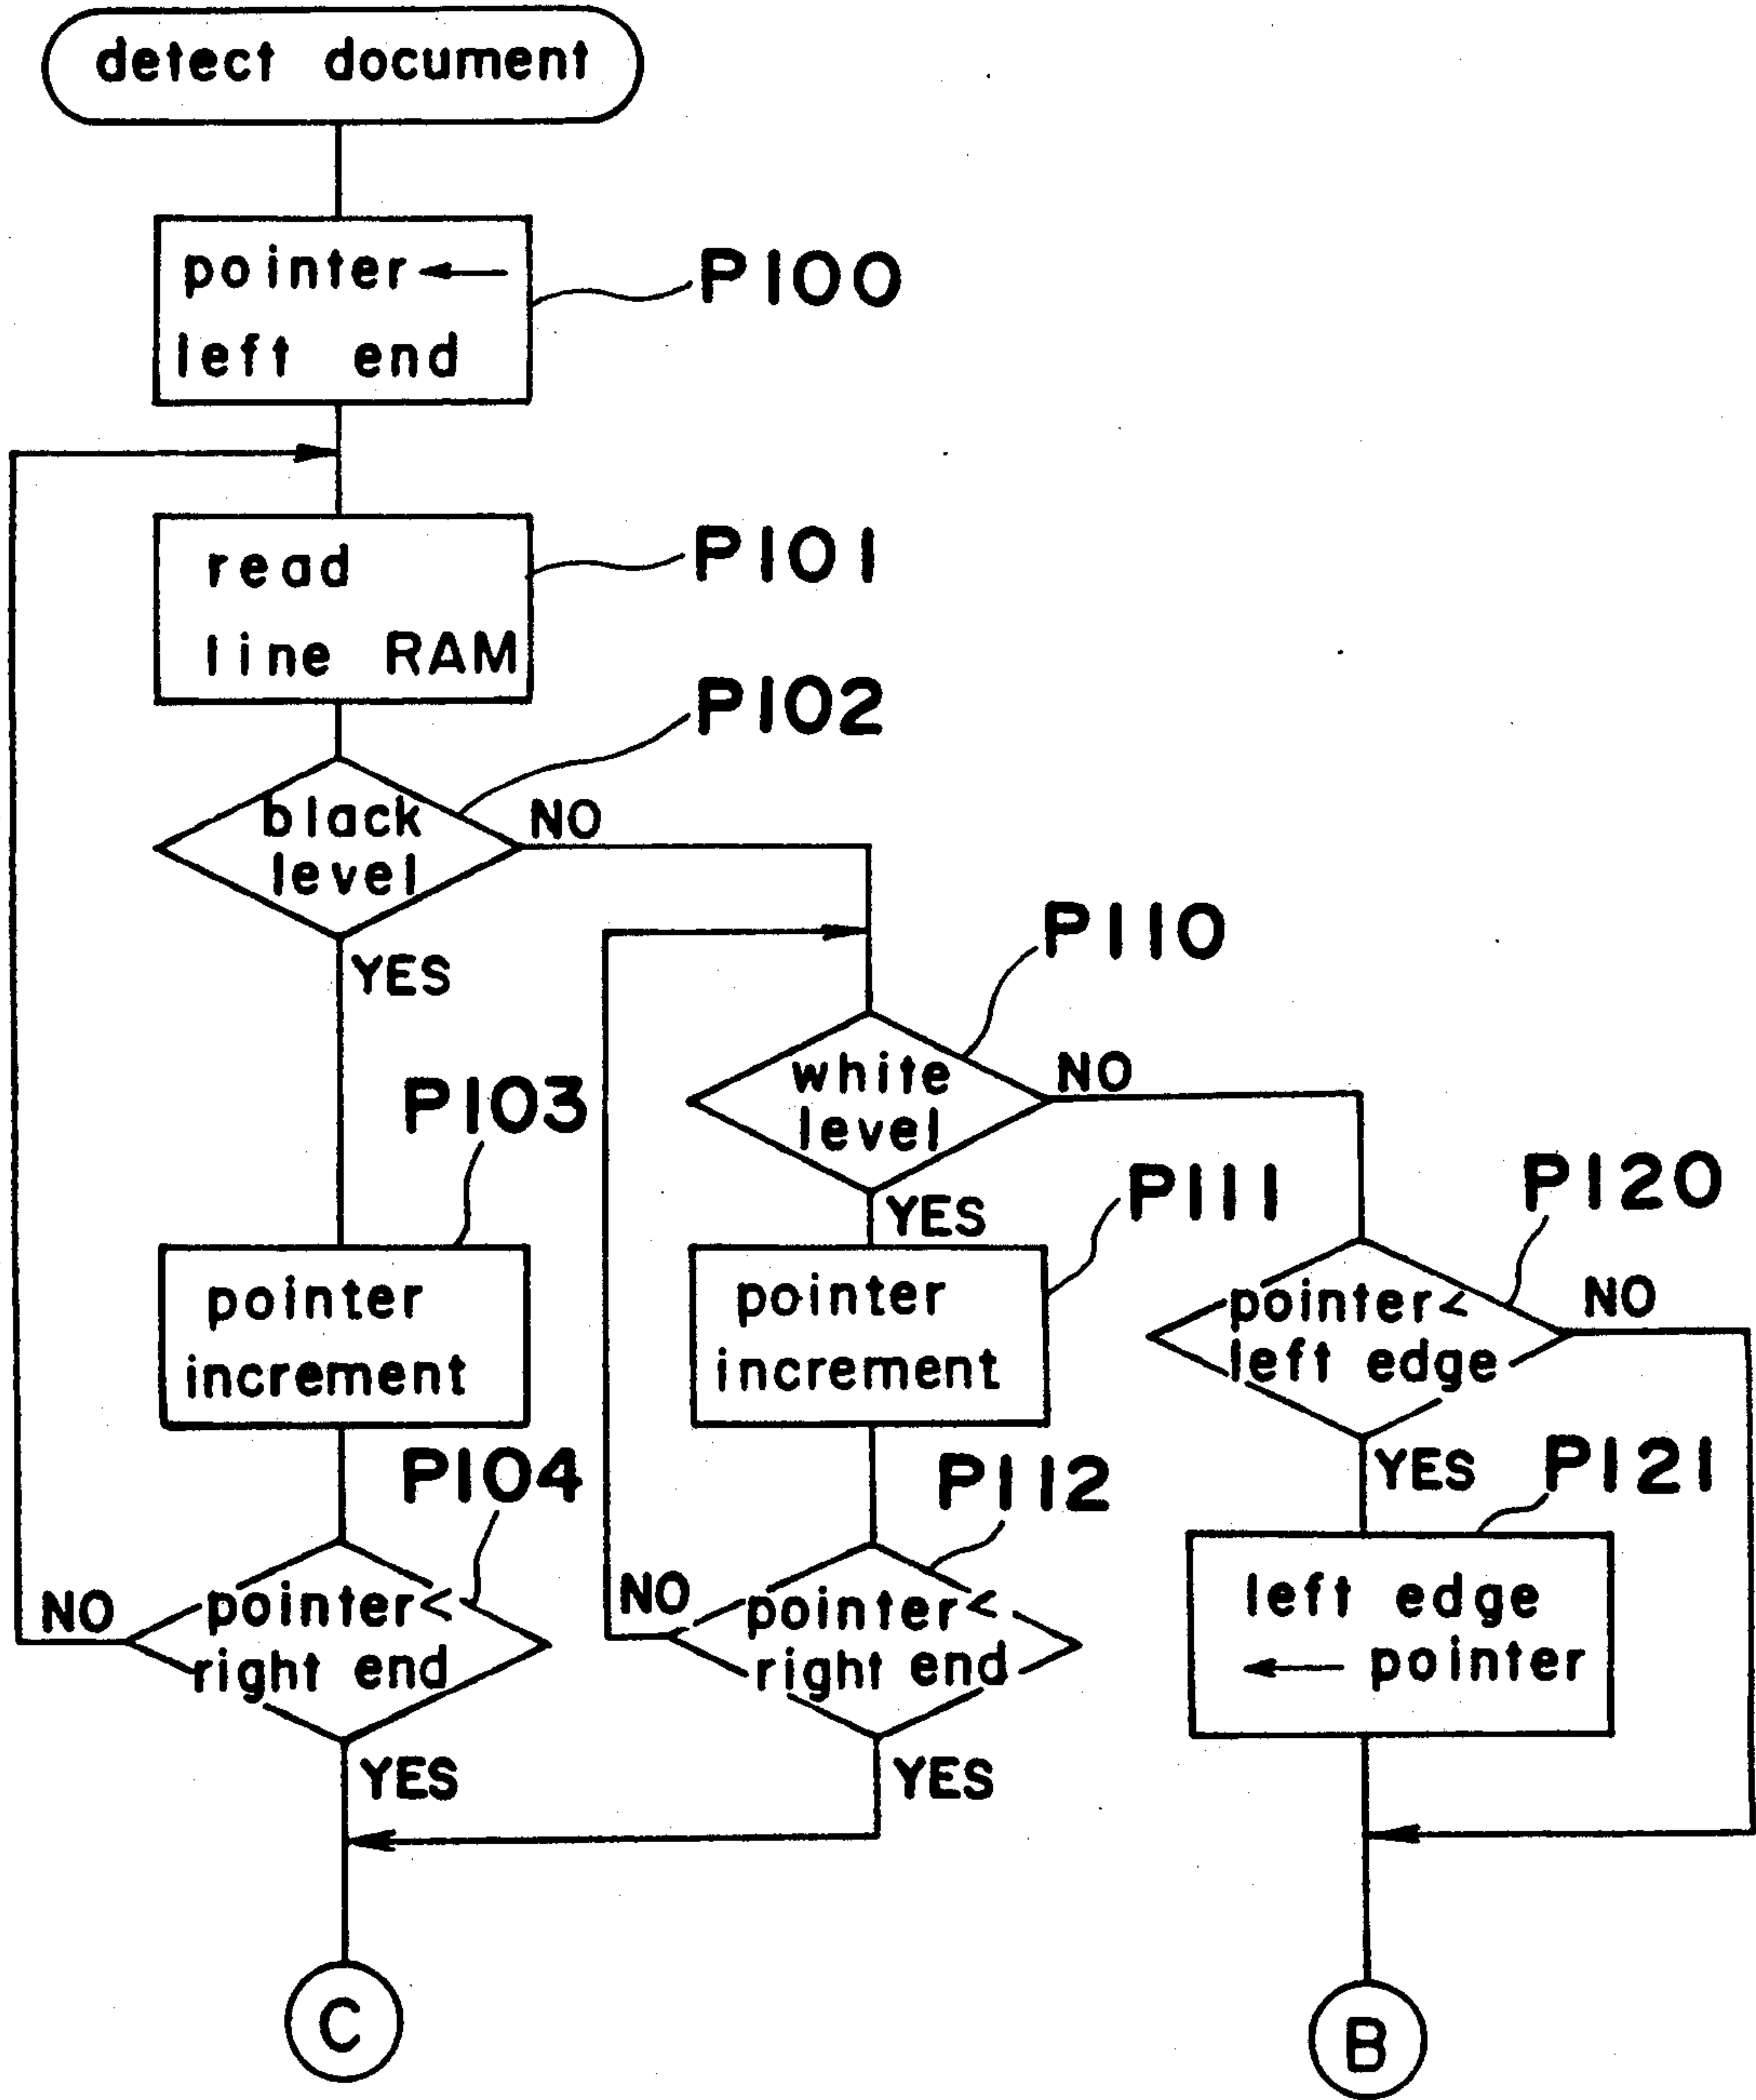 detect document
pointer ←
left end
P100
read
line RAM
P101
P102
black
level
NO
YES
P110
white
level
NO
YES
P103
pointer
increment
P111
pointer
increment
P120
pointer<
left edge
NO
YES
P104
pointer<
right end
NO
YES
P112
pointer<
right end
NO
YES
P121
left edge
← pointer
C
B